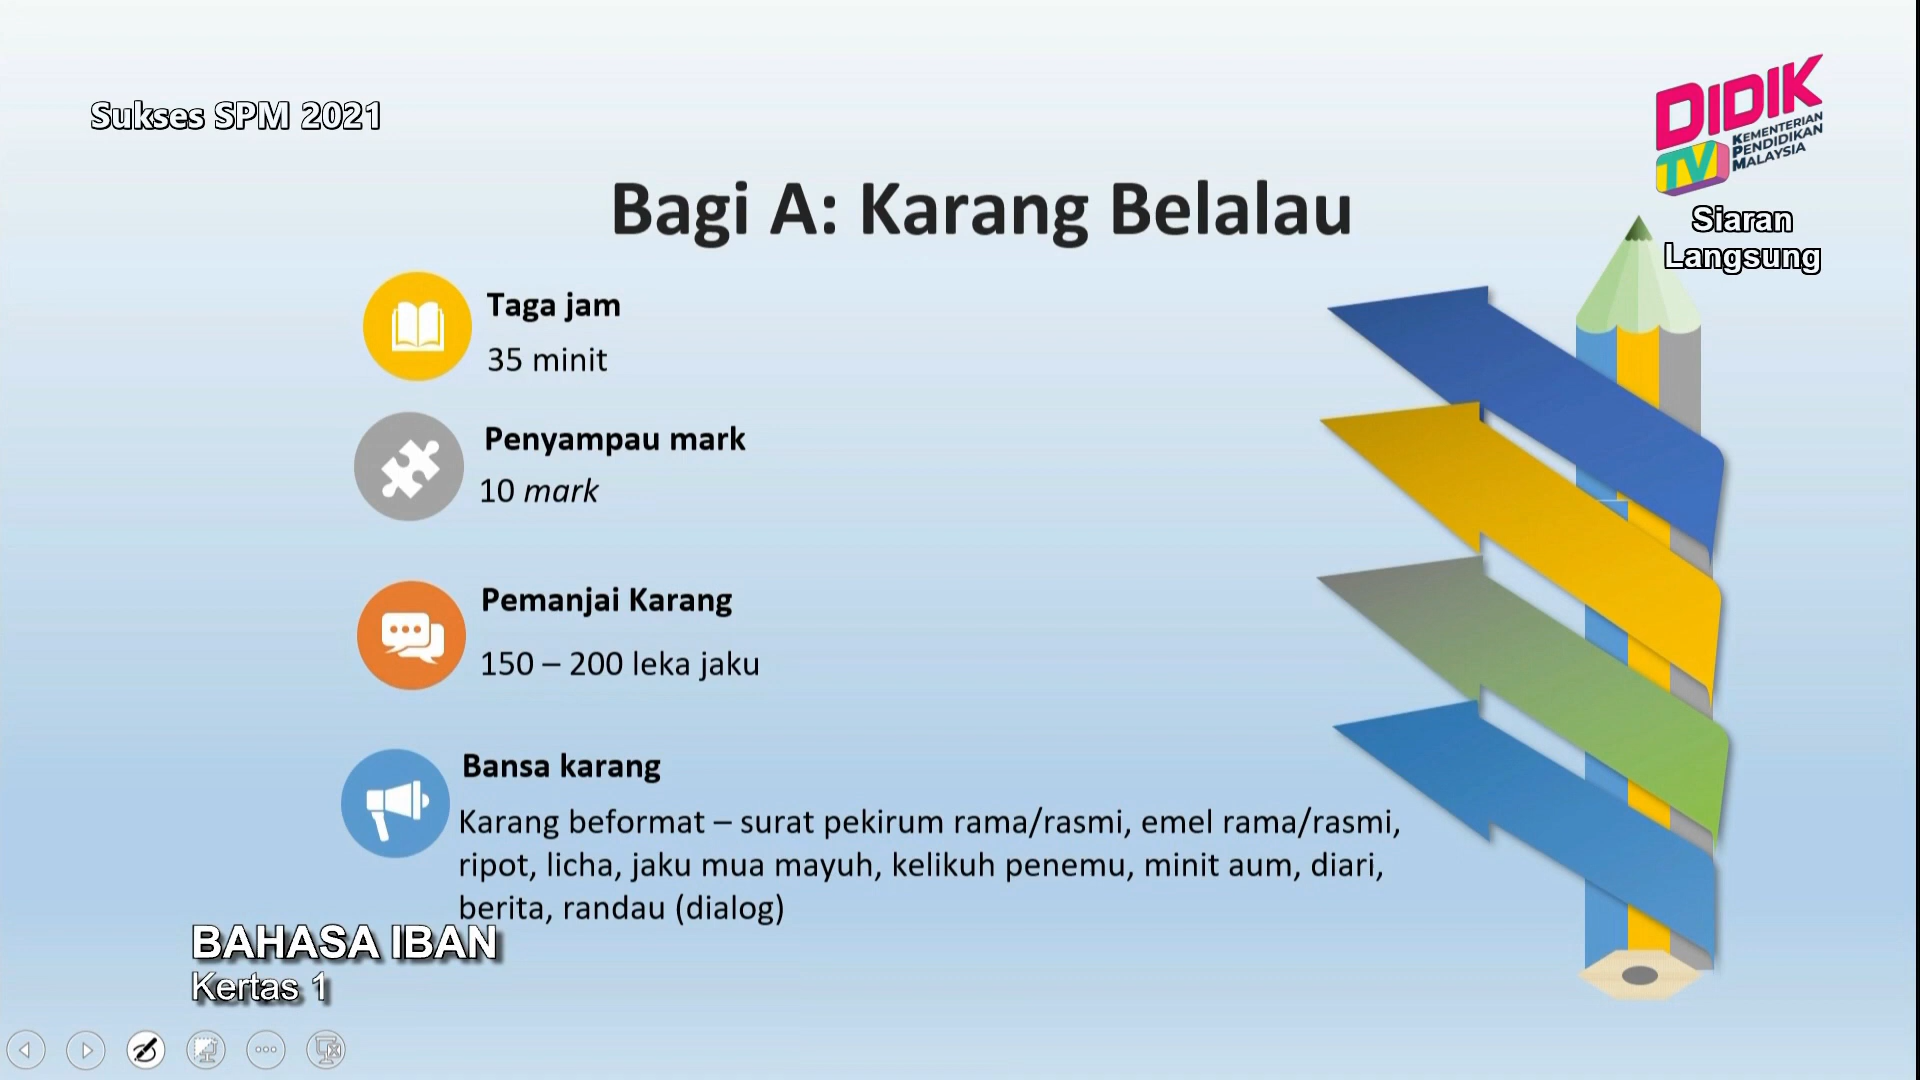 Sukses SPM 2021
DIDIK
TV
KEMENTERIAN
PENDIDIKAN
MALAYSIA
Siaran
Langsung
Bagi A: Karang Belalau
Taga jam
35 minit
Penyampau mark
10 mark
Pemanjai Karang
150 – 200 leka jaku
Bansa karang
Karang beformat – surat pekirum rama/rasmi, emel rama/rasmi,
ripot, licha, jaku mua mayuh, kelikuh penemu, minit aum, diari,
berita, randau (dialog)
BAHASA IBAN
Kertas 1